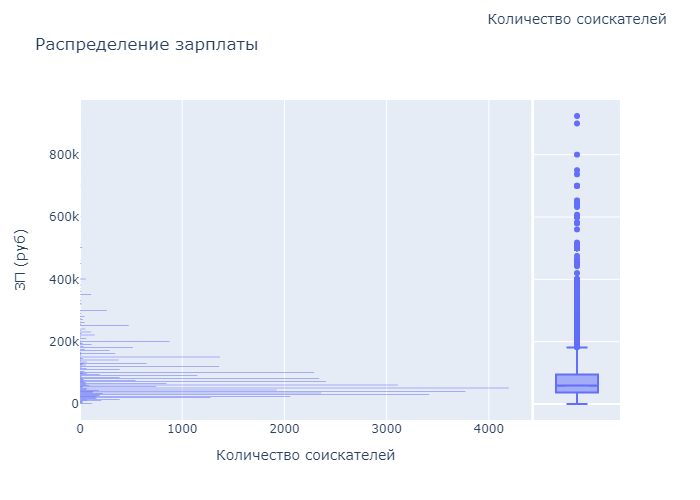 Количество соискателей
Распределение зарплаты
800k
600k
400k
200k
0
ЗП (руб)
0 1000 2000 3000 4000
Количество соискателей